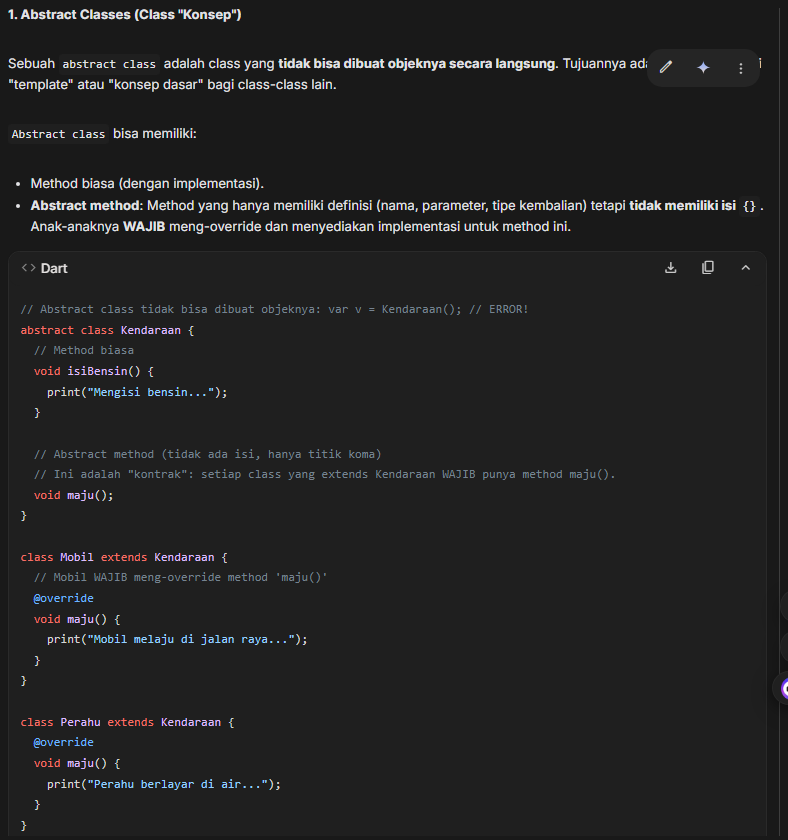 1. Abstract Classes (Class "Konsep")
Sebuah abstract class adalah class yang tidak bisa dibuat objeknya secara langsung. Tujuannya
"template" atau "konsep dasar" bagi class-class lain.
Abstract class bisa memiliki:
• Method biasa (dengan implementasi).
• Abstract method: Method yang hanya memiliki definisi (nama, parameter, tipe kembalian) tetapi tidak memiliki isi {}.
Anak-anaknya WAJIB meng-override dan menyediakan implementasi untuk method ini.
<> Dart
// Abstract class tidak bisa dibuat objeknya: var v = Kendaraan(); // ERROR!
abstract class Kendaraan {
  // Method biasa
  void isiBensin() {
    print("Mengisi bensin...");
  }
  // Abstract method (tidak ada isi, hanya titik koma)
  // Ini adalah "kontrak": setiap class yang extends Kendaraan WAJIB punya method maju().
  void maju();
}
class Mobil extends Kendaraan {
  // Mobil WAJIB meng-override method 'maju()'
  @override
  void maju() {
    print("Mobil melaju di jalan raya...");
  }
}
class Perahu extends Kendaraan {
  @override
  void maju() {
    print("Perahu berlayar di air...");
  }
}